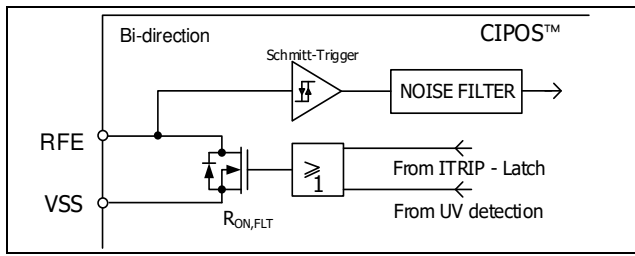 Bi-direction
CIPOS™
Schmitt-Trigger
NOISE FILTER
RFE
≥
1
From ITRIP - Latch
VSS
From UV detection
RON,FLT